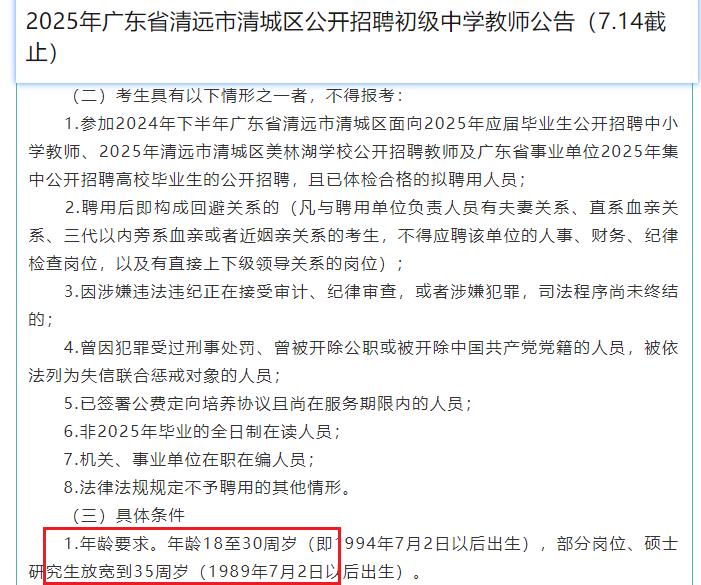 2025年广东省清远市清城区公开招聘初级中学教师公告（7.14截
止）
（二）考生具有以下情形之一者，不得报考：
1.参加2024年下半年广东省清远市清城区面向2025年应届毕业生公开招聘中小
学教师、2025年清远市清城区美林湖学校公开招聘教师及广东省事业单位2025年集
中公开招聘高校毕业生的公开招聘，且已体检合格的拟聘用人员；
2.聘用后即构成回避关系的（凡与聘用单位负责人员有夫妻关系、直系血亲关
系、三代以内旁系血亲或者近姻亲关系的考生，不得应聘该单位的人事、财务、纪律
检查岗位，以及有直接上下级领导关系的岗位）；
3.因涉嫌违法违纪正在接受审计、纪律审查，或者涉嫌犯罪，司法程序尚未终结
的；
4.曾因犯罪受过刑事处罚、曾被开除公职或被开除中国共产党党籍的人员，被依
法列为失信联合惩戒对象的人员；
5.已签署公费定向培养协议且尚在服务期限内的人员；
6.非2025年毕业的全日制在读人员；
7.机关、事业单位在职在编人员；
8.法律法规规定不予聘用的其他情形。
（三）具体条件
1.年龄要求。年龄18至30周岁（即1994年7月2日以后出生），部分岗位、硕士
研究生放宽到35周岁（1989年7月2日以后出生）。